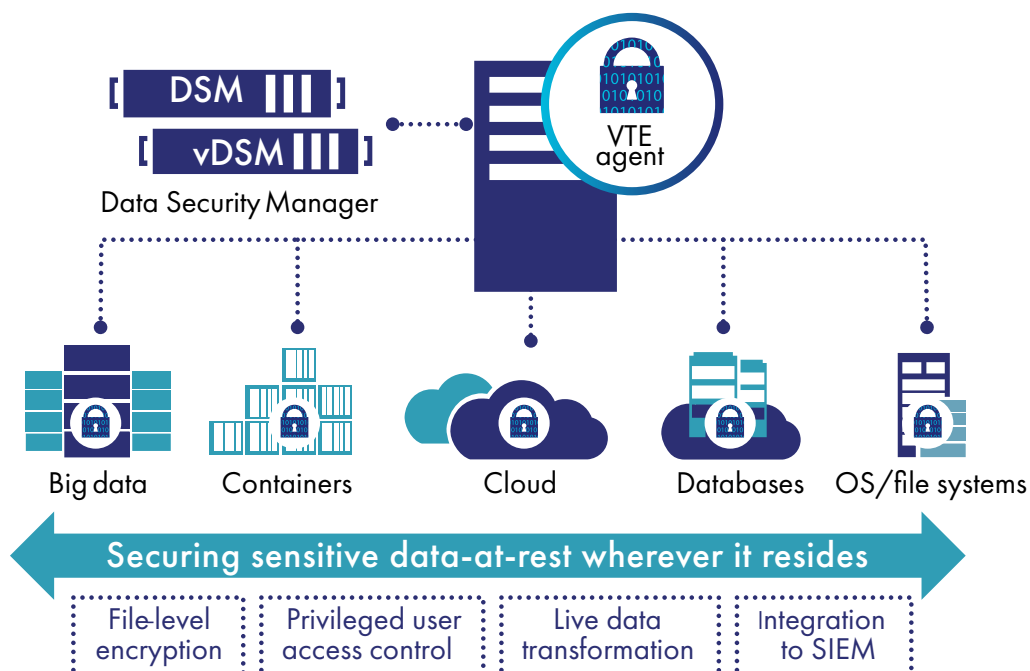 DSM
vDSM
Data Security Manager
VTE
agent
Big data
Containers
Cloud
Databases
OS/file systems
Securing sensitive data-at-rest wherever it resides
File-level
encryption
Privileged user
access control
Live data
transformation
Integration
to SIEM